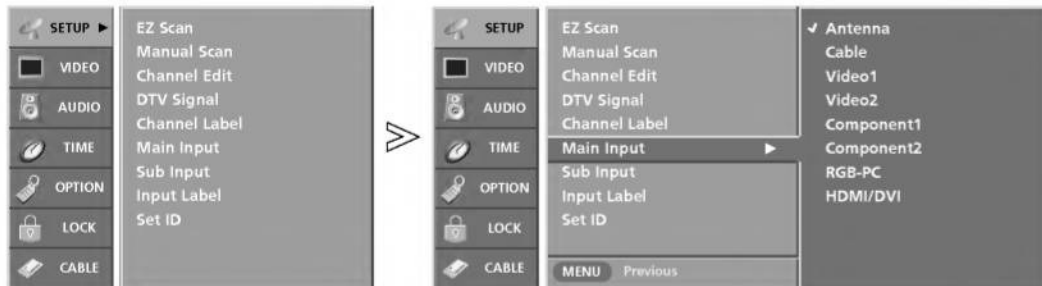 SETUP ►
VIDEO
AUDIO
TIME
OPTION
LOCK
CABLE
EZ Scan
Manual Scan
Channel Edit
DTV Signal
Channel Label
Main Input
Sub Input
Input Label
Set ID
SETUP
VIDEO
AUDIO
TIME
OPTION
LOCK
CABLE
EZ Scan
Manual Scan
Channel Edit
DTV Signal
Channel Label
Main Input ►
Sub Input
Input Label
Set ID
MENU Previous
✓ Antenna
Cable
Video1
Video2
Component1
Component2
RGB-PC
HDMI/DVI